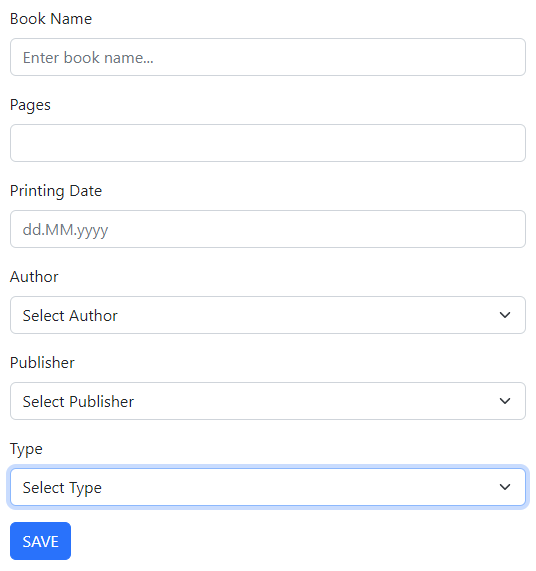 Book Name
Enter book name...
Pages
Printing Date
dd.MM.yyyy
Author
Select Author
Publisher
Select Publisher
Type
Select Type
SAVE